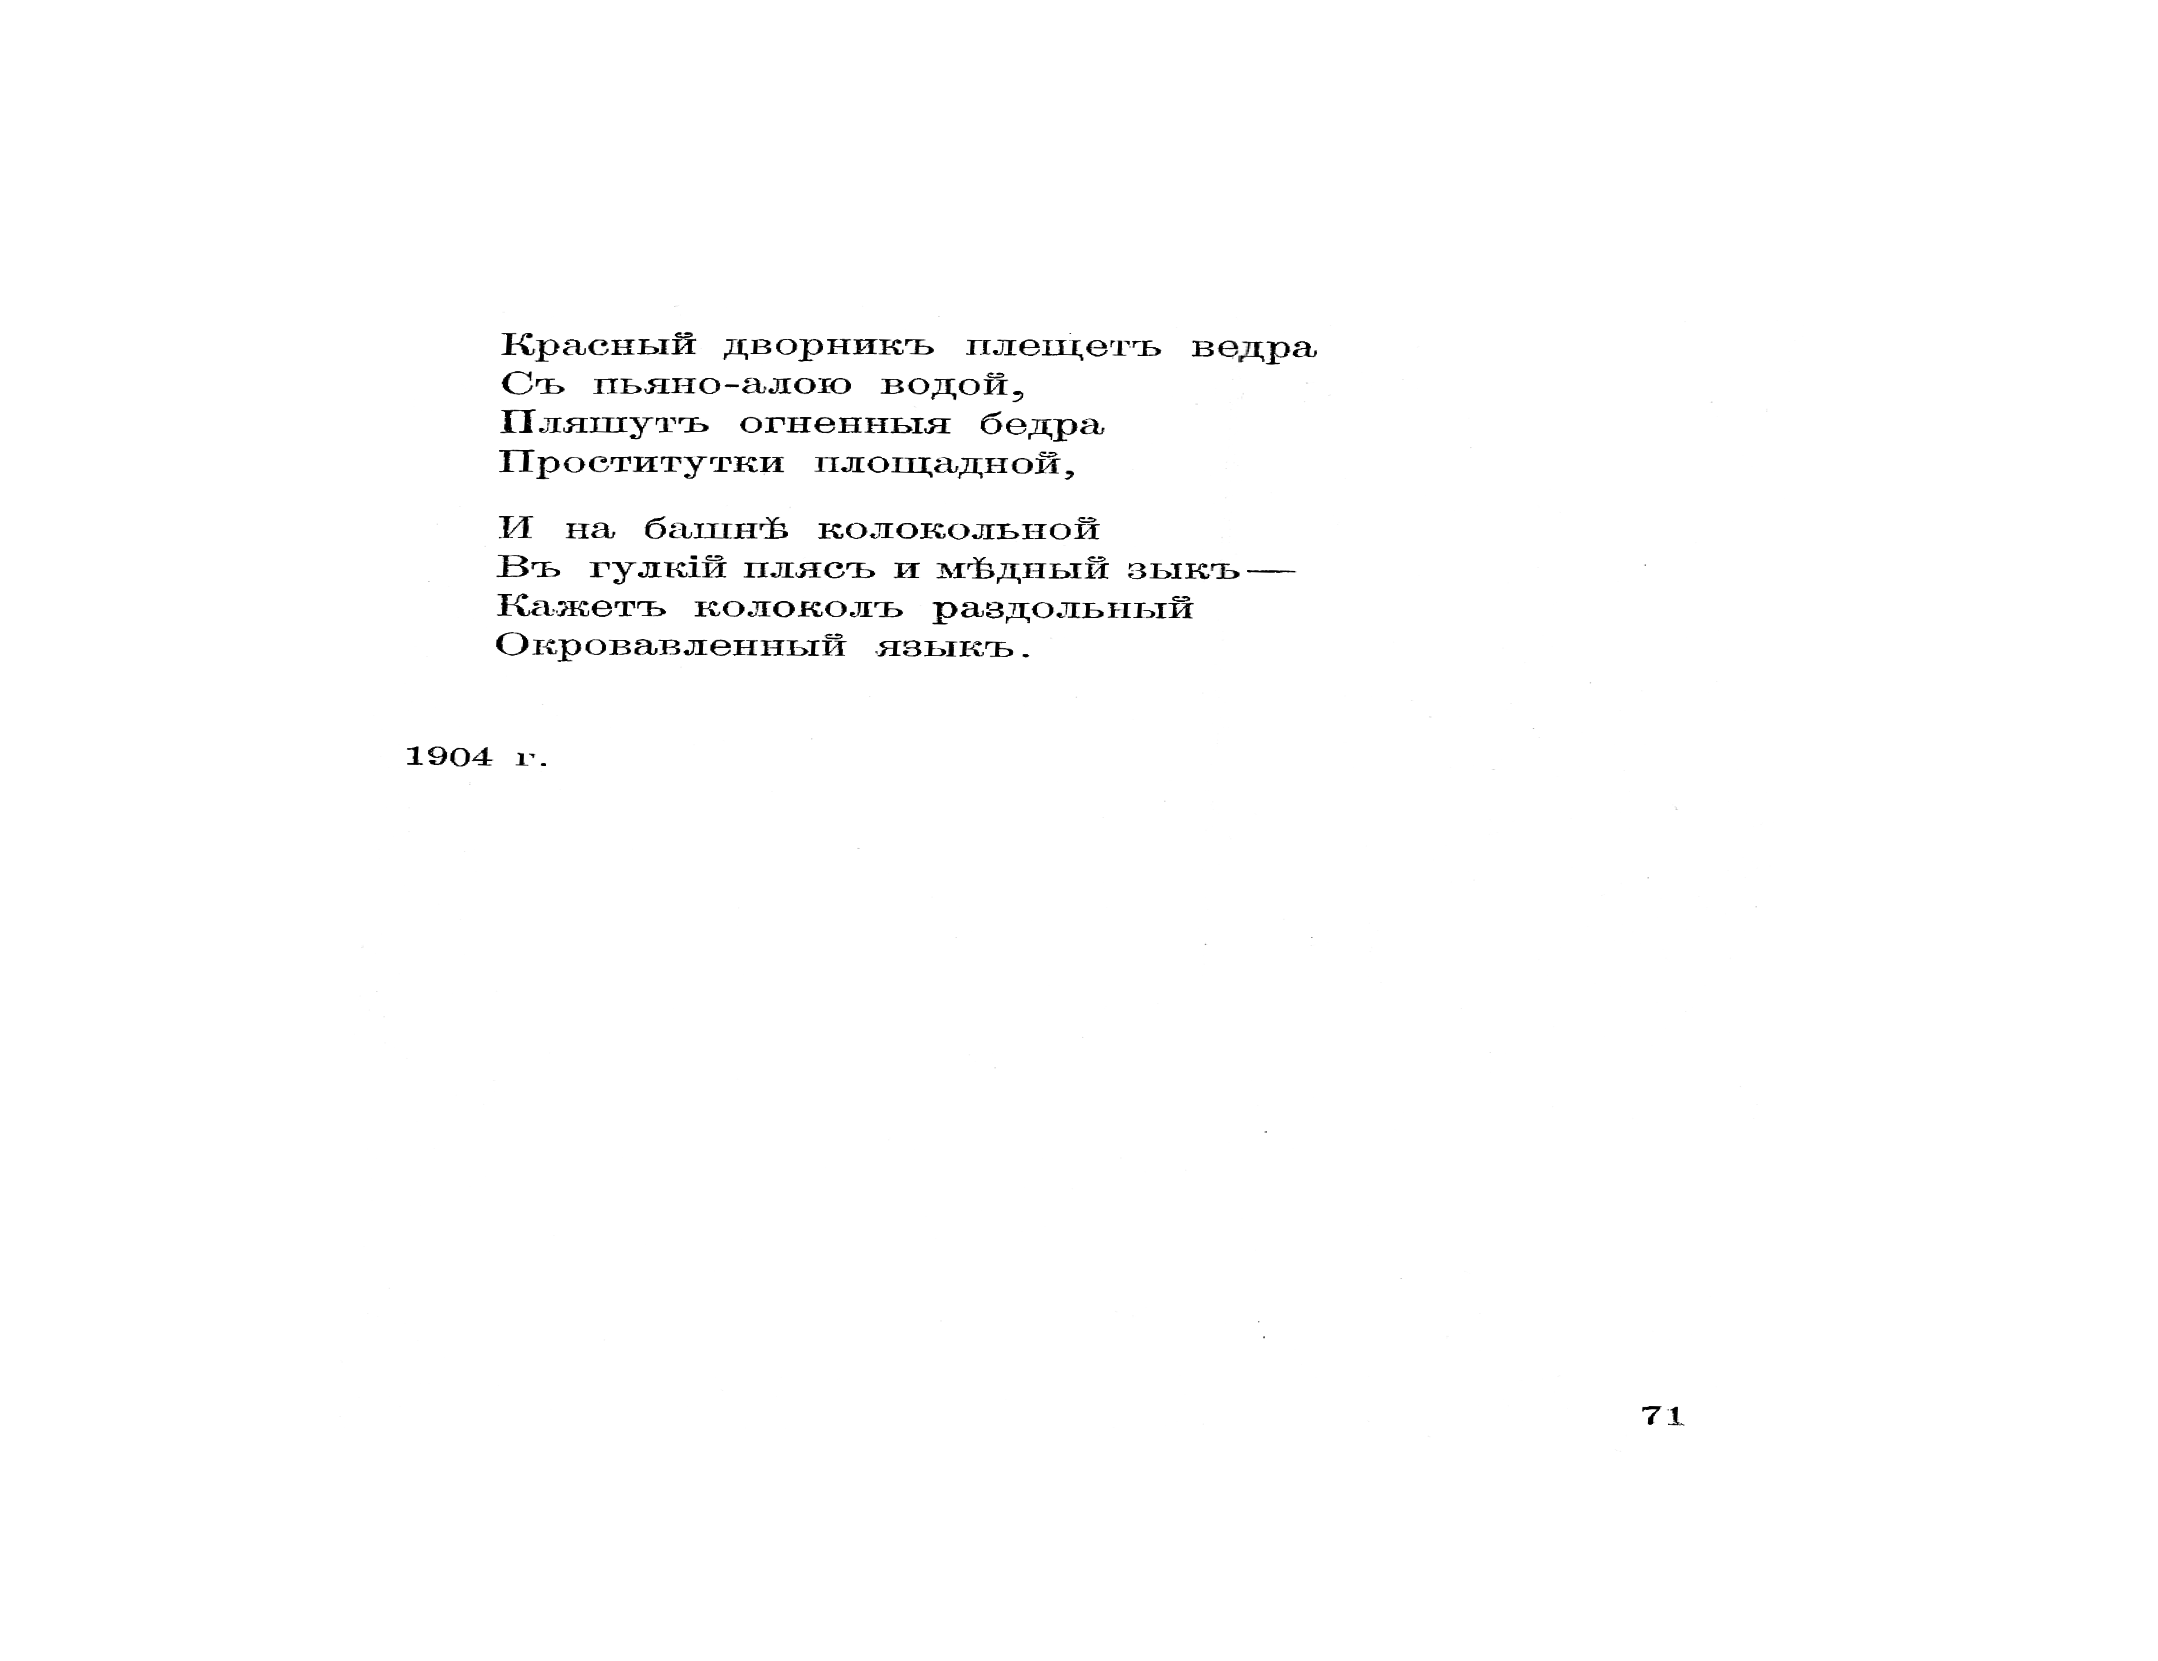 Красный дворникъ плещетъ ведра
Съ пьяно-алою водой,
Пляшутъ огненныя бедра
Проститутки площадной,
И на башнѣ колокольной
Въ гулкій плясъ и мѣдный зыкъ—
Кажетъ колоколъ раздольный
Окровавленный языкъ.
1904 г.
71